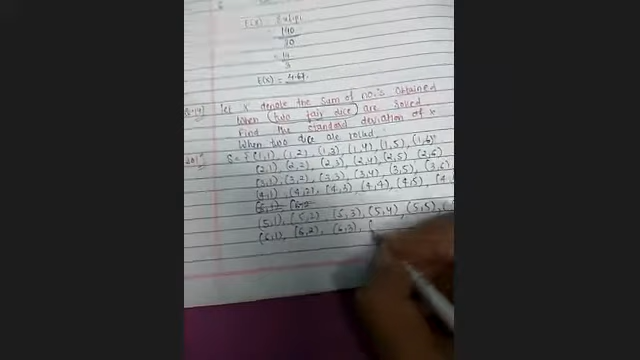 E(X) = Σxipi
= 140
30
= 14
3
E(X) = 4.67.
Let X denote the sum of no.'s obtained
when (two fair dice) are rolled
Find the standard deviation of x
When two dice are rolled,
S = { (1,1) (1,2) (1,3) (1,4) (1,5), (1,6)
(2,1) (2,2) (2,3) (2,4) (2,5) (2,6)
(3,1) (3,2) (3,3) (3,4) (3,5) (3,6)
(4,1) (4,2) (4,3) (4,4) (4,5) (4,
(5,1), (5,2) (5,3) (5,4) (5,5),
(6,1), (6,2), (6,3), (